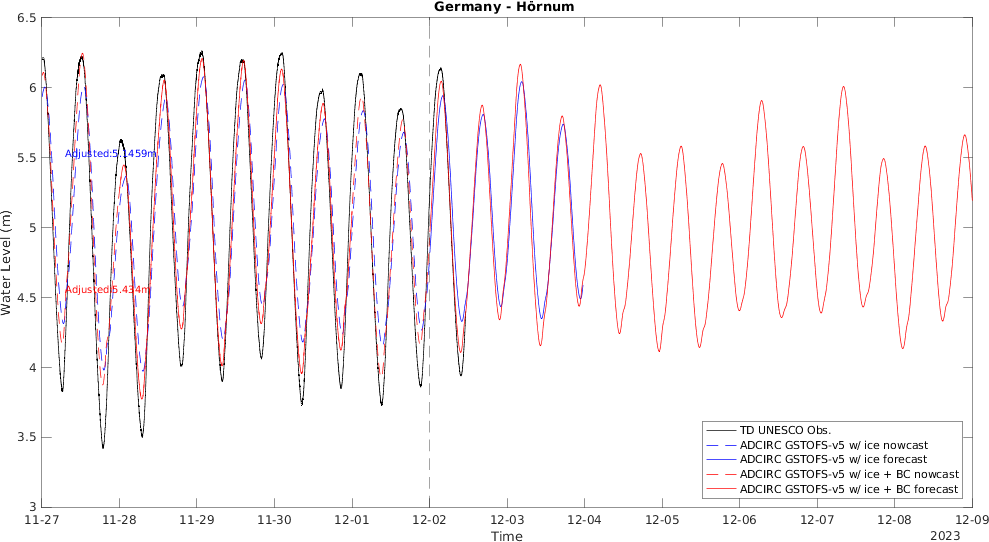 Germany - Hörnum
6.5
6
5.5
5
4.5
4
3.5
3
Water Level (m)
Adjusted:5.1459m
Adjusted:5.434m
TD UNESCO Obs.
ADCIRC GSTOFS-v5 w/ ice nowcast
ADCIRC GSTOFS-v5 w/ ice forecast
ADCIRC GSTOFS-v5 w/ ice + BC nowcast
ADCIRC GSTOFS-v5 w/ ice + BC forecast
11-27 11-28 11-29 11-30 12-01 12-02 12-03 12-04 12-05 12-06 12-07 12-08 12-09
Time
2023